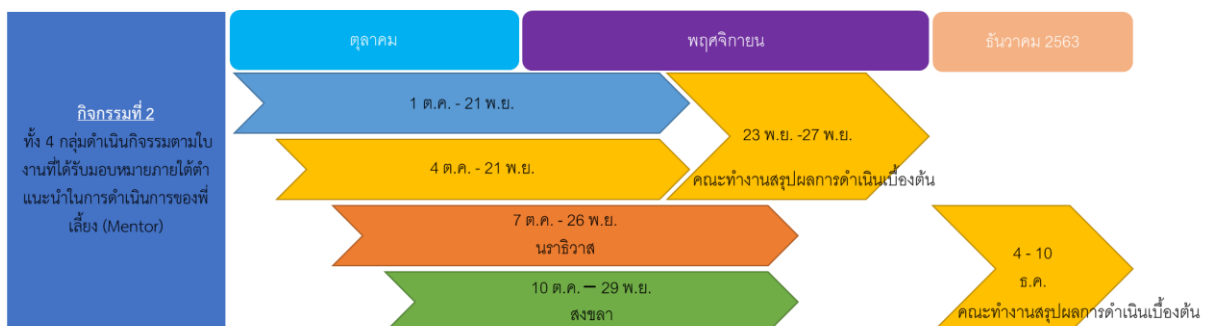 กิจกรรมที่ 2
ทั้ง 4 กลุ่มดำเนินกิจรรมตามใบ
งานที่ได้รับมอบหมายภายใต้คำ
แนะนำในการดำเนินการของพี่
เลี้ยง (Mentor)
ตุลาคม
พฤศจิกายน
ธันวาคม 2563
1 ต.ค. - 21 พ.ย.
4 ต.ค. - 21 พ.ย.
23 พ.ย. -27 พ.ย.
คณะทำงานสรุปผลการดำเนินเบื้องต้น
7 ต.ค. - 26 พ.ย.
นราธิวาส
10 ต.ค. – 29 พ.ย.
สงขลา
4 - 10
ธ.ค.
คณะทำงานสรุปผลการดำเนินเบื้องต้น